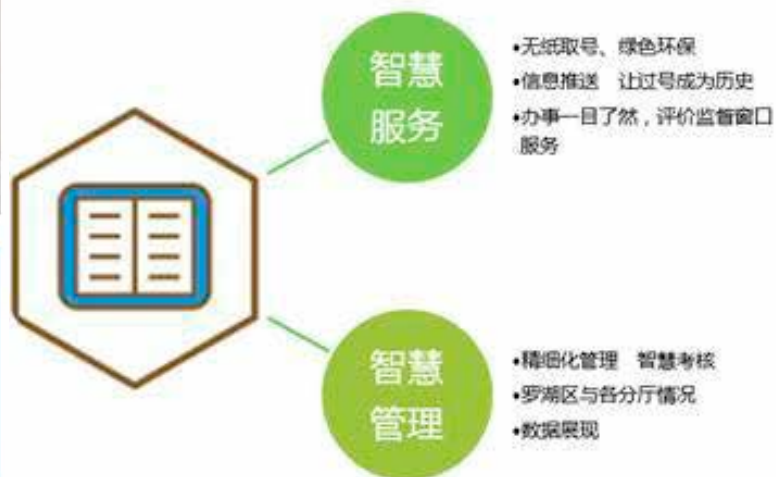 智慧
服务
•无纸取号、绿色环保
•信息推送 让过号成为历史
•办事一目了然，评价监督窗口
服务
智慧
管理
•精细化管理 智慧考核
•罗湖区与各分厅情况
•数据展现